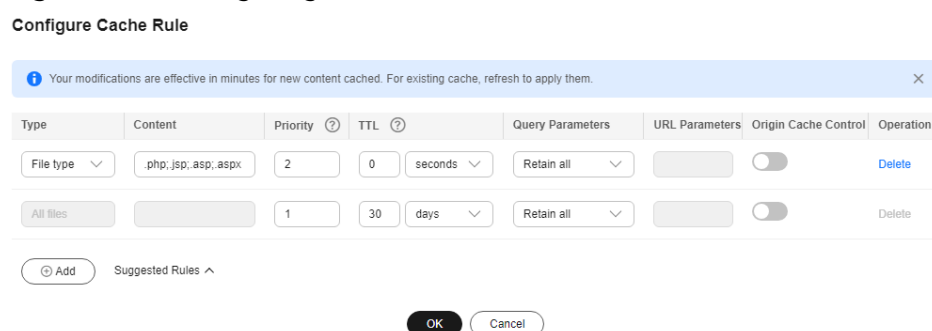 Configure Cache Rule
Your modifications are effective in minutes for new content cached. For existing cache, refresh to apply them.
Type Content Priority TTL Query Parameters URL Parameters Origin Cache Control Operation
File type .php;.jsp;.asp;.aspx 2 0 seconds Retain all Delete
All files 1 30 days Retain all Delete
Add Suggested Rules
OK Cancel